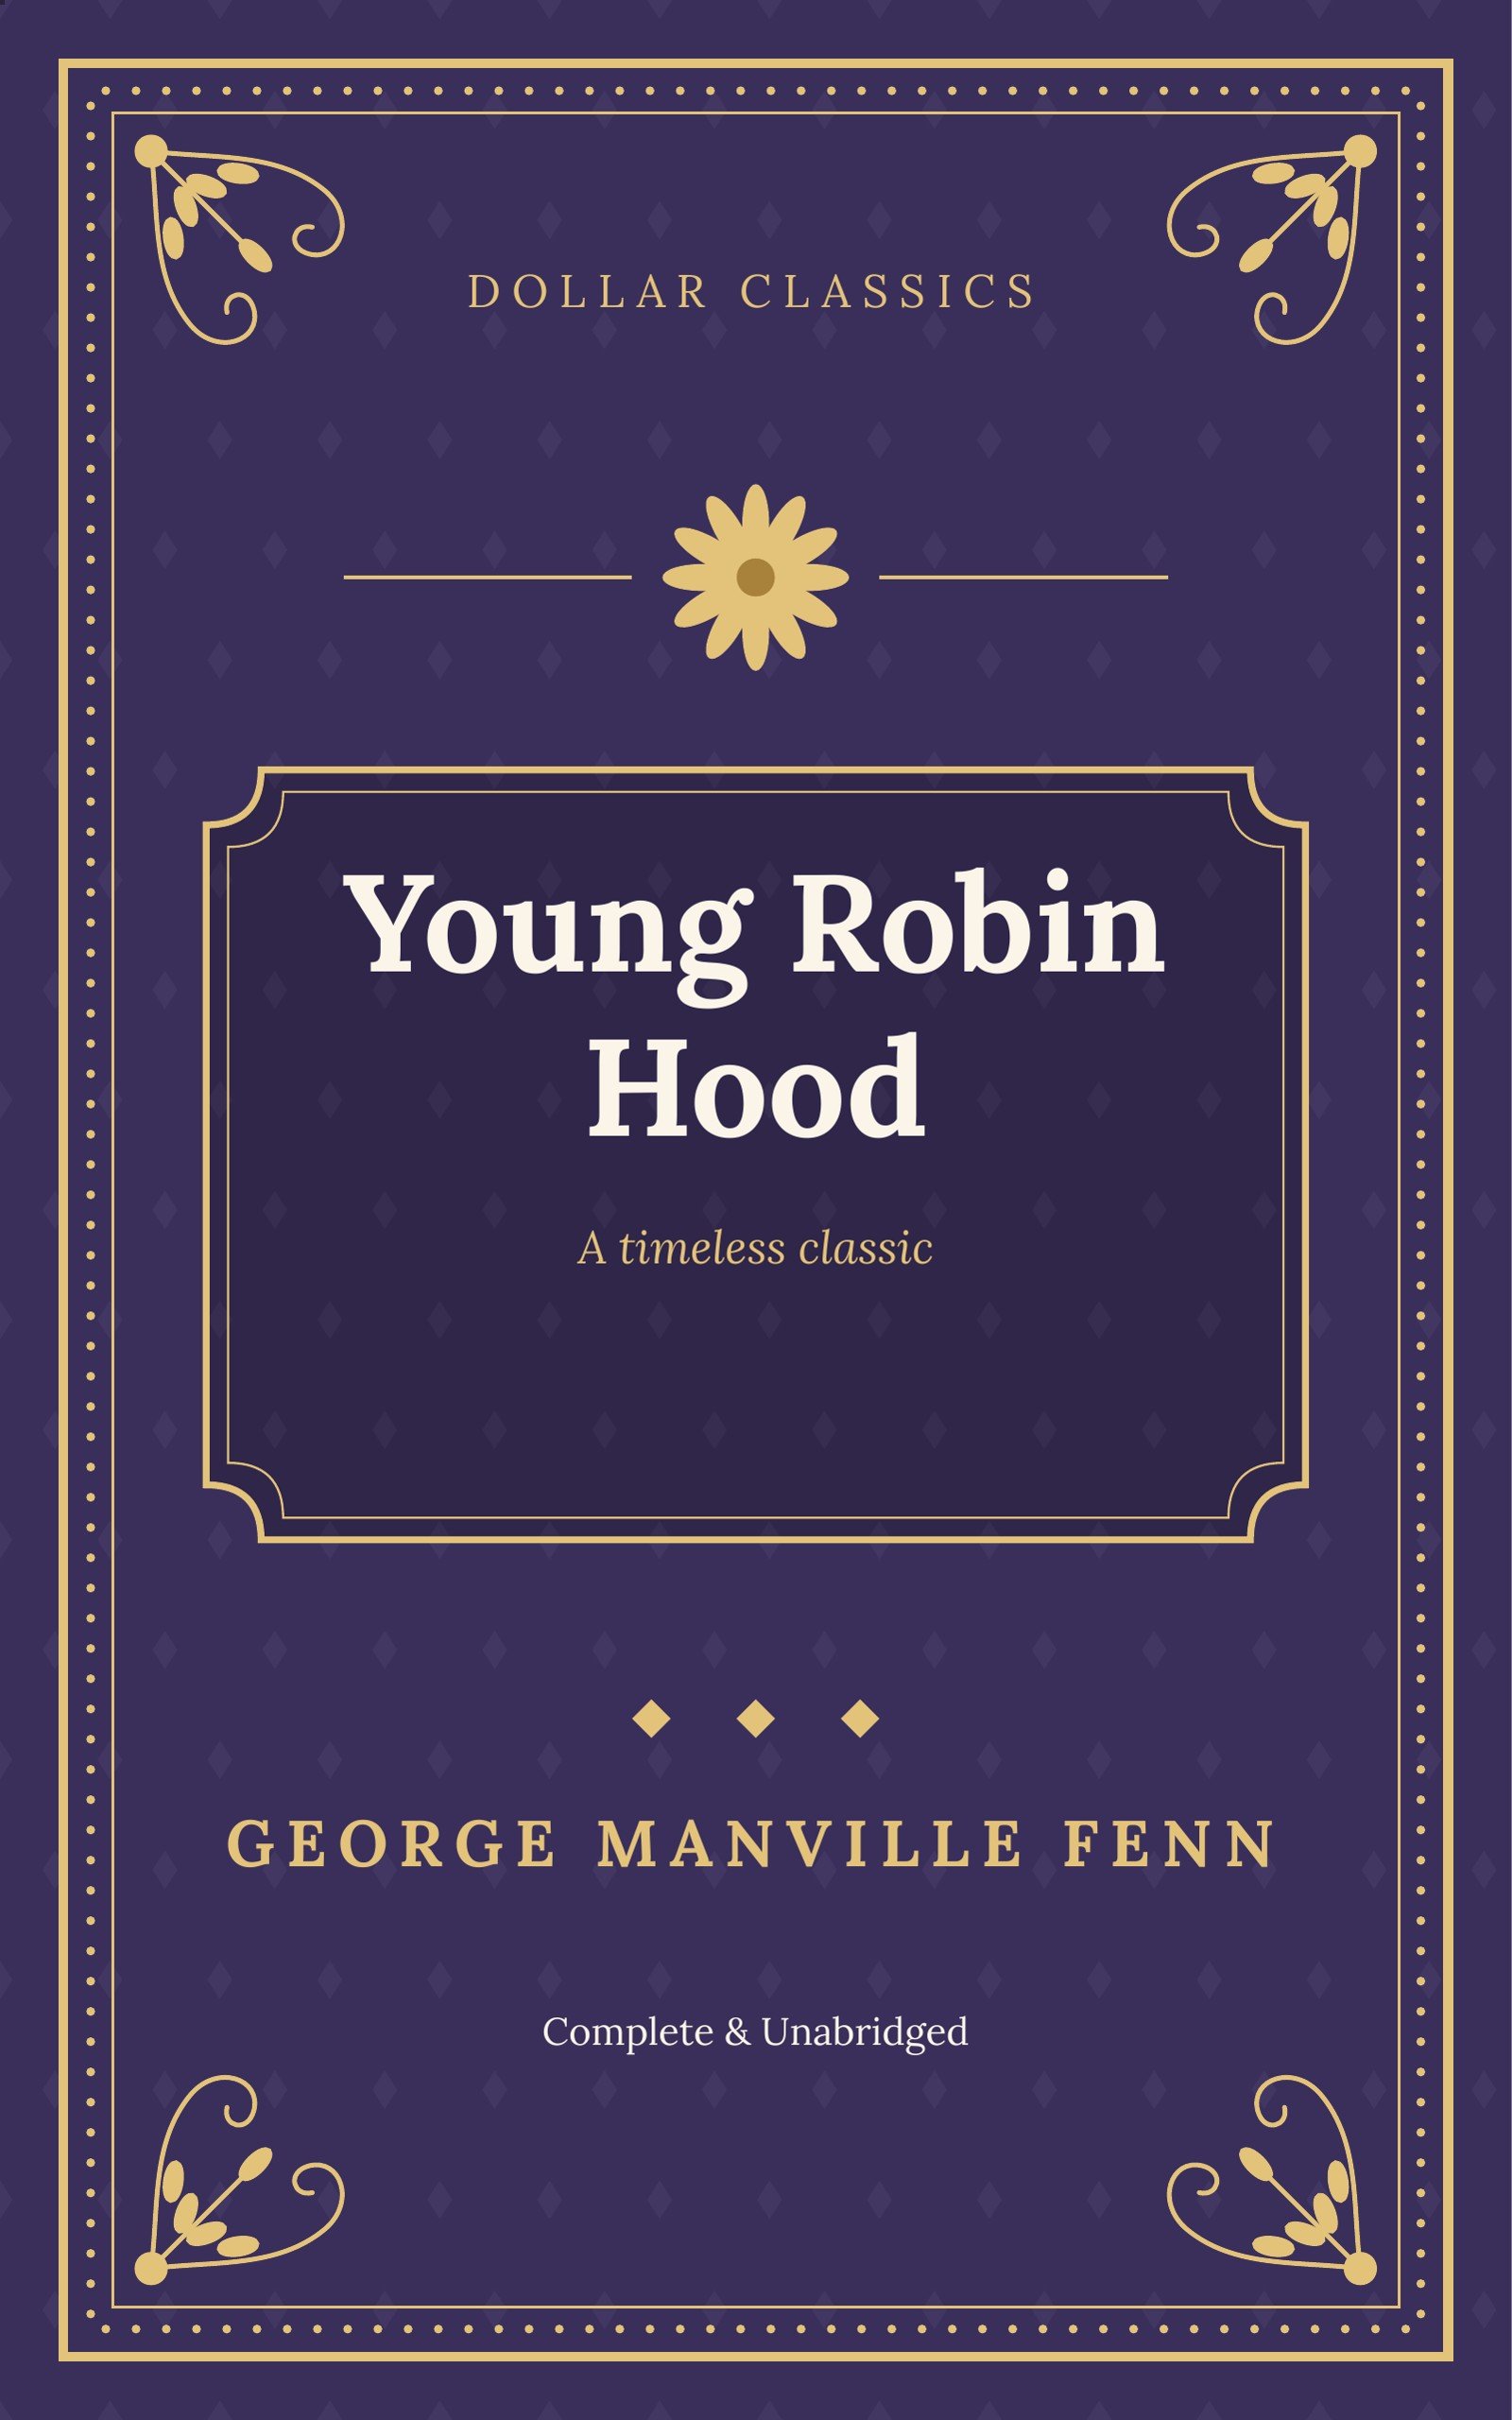 DOLLAR CLASSICS
Young Robin
Hood
A timeless classic
GEORGE MANVILLE FENN
Complete & Unabridged